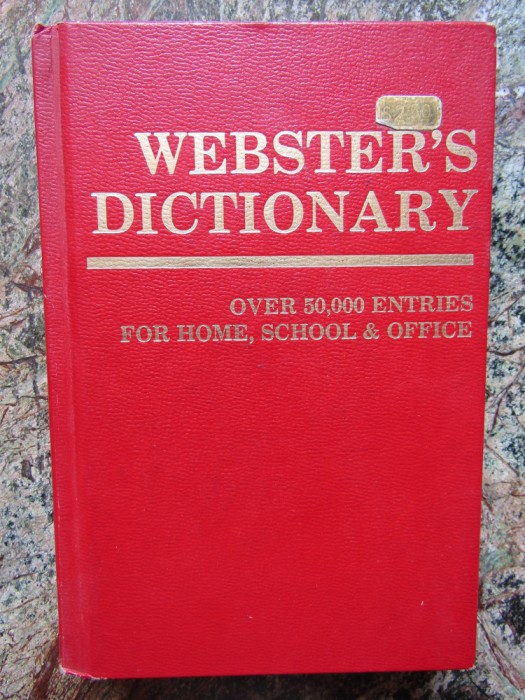 WEBSTER'S
DICTIONARY
OVER 50,000 ENTRIES
FOR HOME, SCHOOL & OFFICE